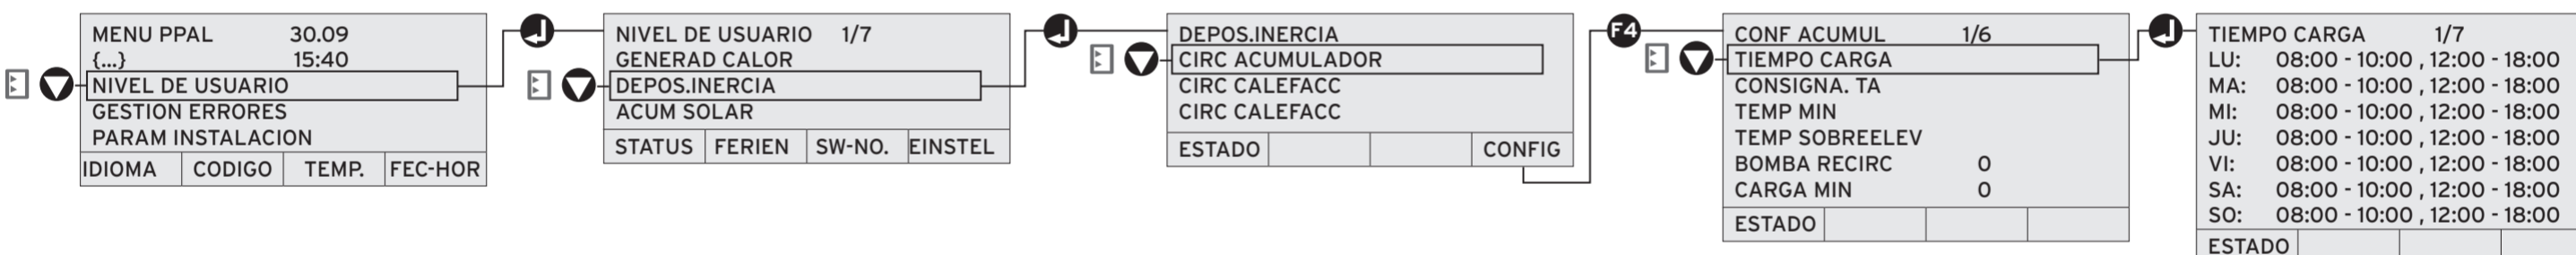 MENU PPAL 30.09
{...} 15:40
NIVEL DE USUARIO
GESTION ERRORES
PARAM INSTALACION
IDIOMA CODIGO TEMP. FEC-HOR
NIVEL DE USUARIO 1/7
GENERAD CALOR
DEPOS.INERCIA
ACUM SOLAR
STATUS FERIEN SW-NO. EINSTEL
DEPOS.INERCIA
CIRC ACUMULADOR
CIRC CALEFACC
CIRC CALEFACC
ESTADO CONFIG
F4
CONF ACUMUL 1/6
TIEMPO CARGA
CONSIGNA. TA
TEMP MIN
TEMP SOBREELEV
BOMBA RECIRC 0
CARGA MIN 0
ESTADO
TIEMPO CARGA 1/7
LU: 08:00 - 10:00 , 12:00 - 18:00
MA: 08:00 - 10:00 , 12:00 - 18:00
MI: 08:00 - 10:00 , 12:00 - 18:00
JU: 08:00 - 10:00 , 12:00 - 18:00
VI: 08:00 - 10:00 , 12:00 - 18:00
SA: 08:00 - 10:00 , 12:00 - 18:00
SO: 08:00 - 10:00 , 12:00 - 18:00
ESTADO